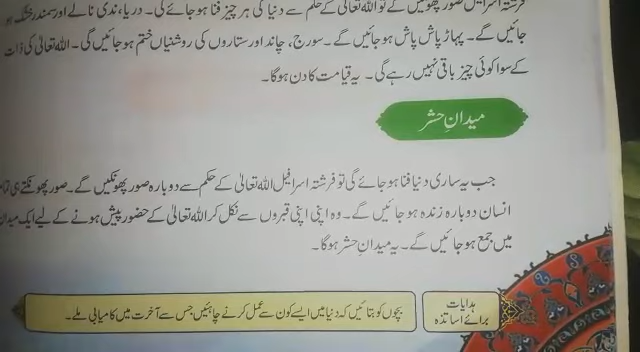 فرشتہ اسرافیل صور پھونکیں گے تو اللہ تعالیٰ کے حکم سے دنیا کی ہر چیز فنا ہو جائے گی۔ دریا، ندی نالے اور سمندر خشک ہو
جائیں گے۔ پہاڑ پاش پاش ہو جائیں گے۔ سورج، چاند اور ستاروں کی روشنیاں ختم ہو جائیں گی۔ اللہ تعالیٰ کی ذات
کے سوا کوئی چیز باقی نہیں رہے گی۔ یہ قیامت کا دن ہوگا۔
میدانِ حشر
جب یہ ساری دنیا فنا ہو جائے گی تو فرشتہ اسرافیل اللہ تعالیٰ کے حکم سے دوبارہ صور پھونکیں گے۔ صور پھونکتے ہی تمام
انسان دوبارہ زندہ ہو جائیں گے۔ وہ اپنی اپنی قبروں سے نکل کر اللہ تعالیٰ کے حضور پیش ہونے کے لیے ایک میدان
میں جمع ہو جائیں گے۔ یہ میدانِ حشر ہوگا۔
ہدایات
برائے اساتذہ
بچوں کو بتائیں کہ دنیا میں ایسے کون سے عمل کرنے چاہئیں جس سے آخرت میں کامیابی ملے۔